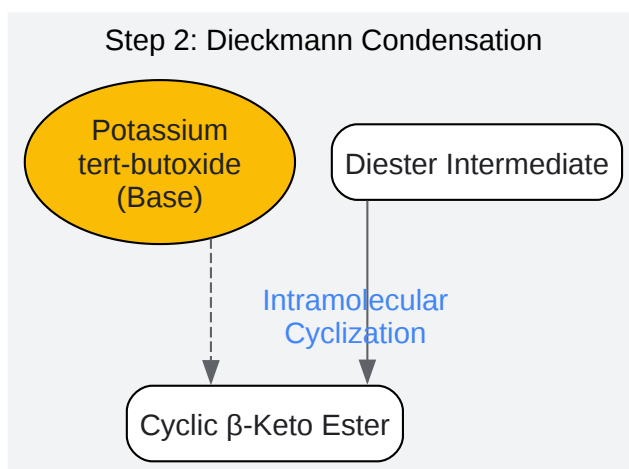 Step 2: Dieckmann Condensation
Potassium
tert-butoxide
(Base)
Diester Intermediate
Intramolecular
Cyclization
Cyclic β-Keto Ester